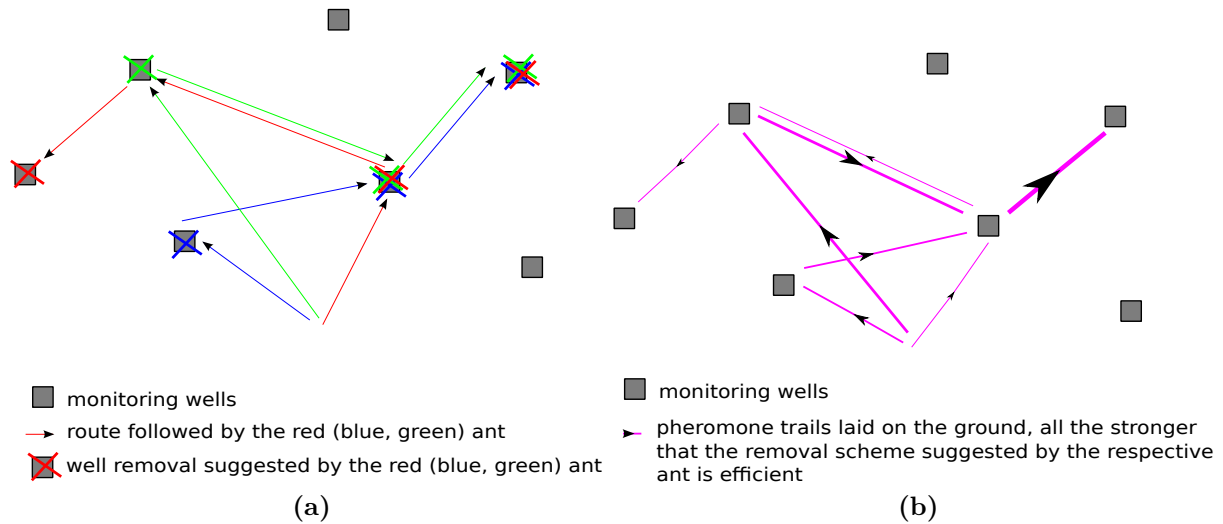 monitoring wells
route followed by the red (blue, green) ant
well removal suggested by the red (blue, green) ant
(a)
monitoring wells
pheromone trails laid on the ground, all the stronger
that the removal scheme suggested by the respective
ant is efficient
(b)